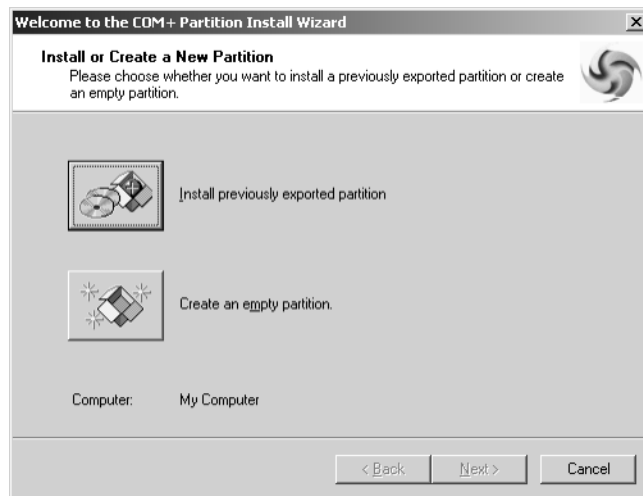 Welcome to the COM+ Partition Install Wizard
Install or Create a New Partition
Please choose whether you want to install a previously exported partition or create
an empty partition.
Install previously exported partition
Create an empty partition.
Computer: My Computer
< Back Next > Cancel